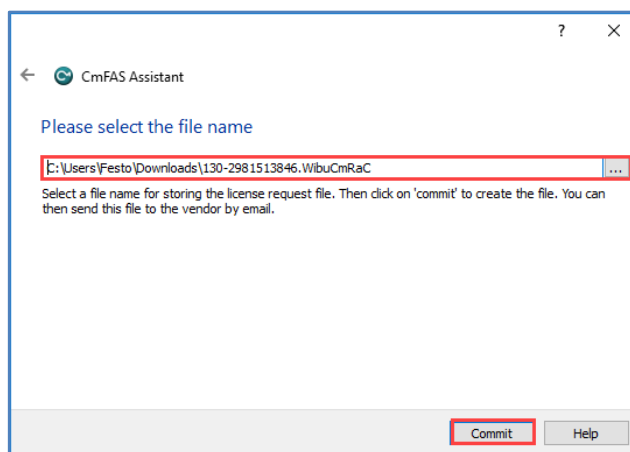 ?
CmFAS Assistant
Please select the file name
C:\Users\Festo\Downloads\130-2981513846.WibuCmRaC
...
Select a file name for storing the license request file. Then click on 'commit' to create the file. You can
then send this file to the vendor by email.
Commit
Help